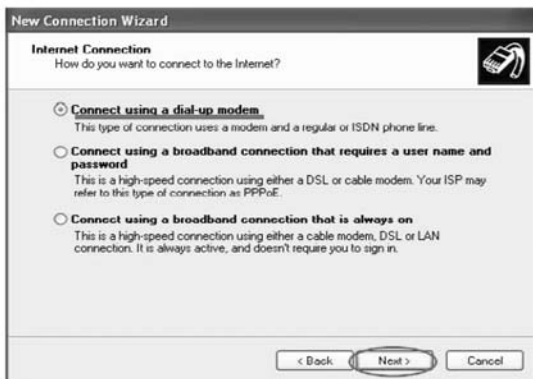 New Connection Wizard
Internet Connection
How do you want to connect to the Internet?
Connect using a dial-up modem
This type of connection uses a modem and a regular or ISDN phone line.
Connect using a broadband connection that requires a user name and
password
This is a high-speed connection using either a DSL or cable modem. Your ISP may
refer to this type of connection as PPPoE.
Connect using a broadband connection that is always on
This is a high-speed connection using either a cable modem, DSL or LAN
connection. It is always active, and doesn't require you to sign in.
< Back
Next >
Cancel